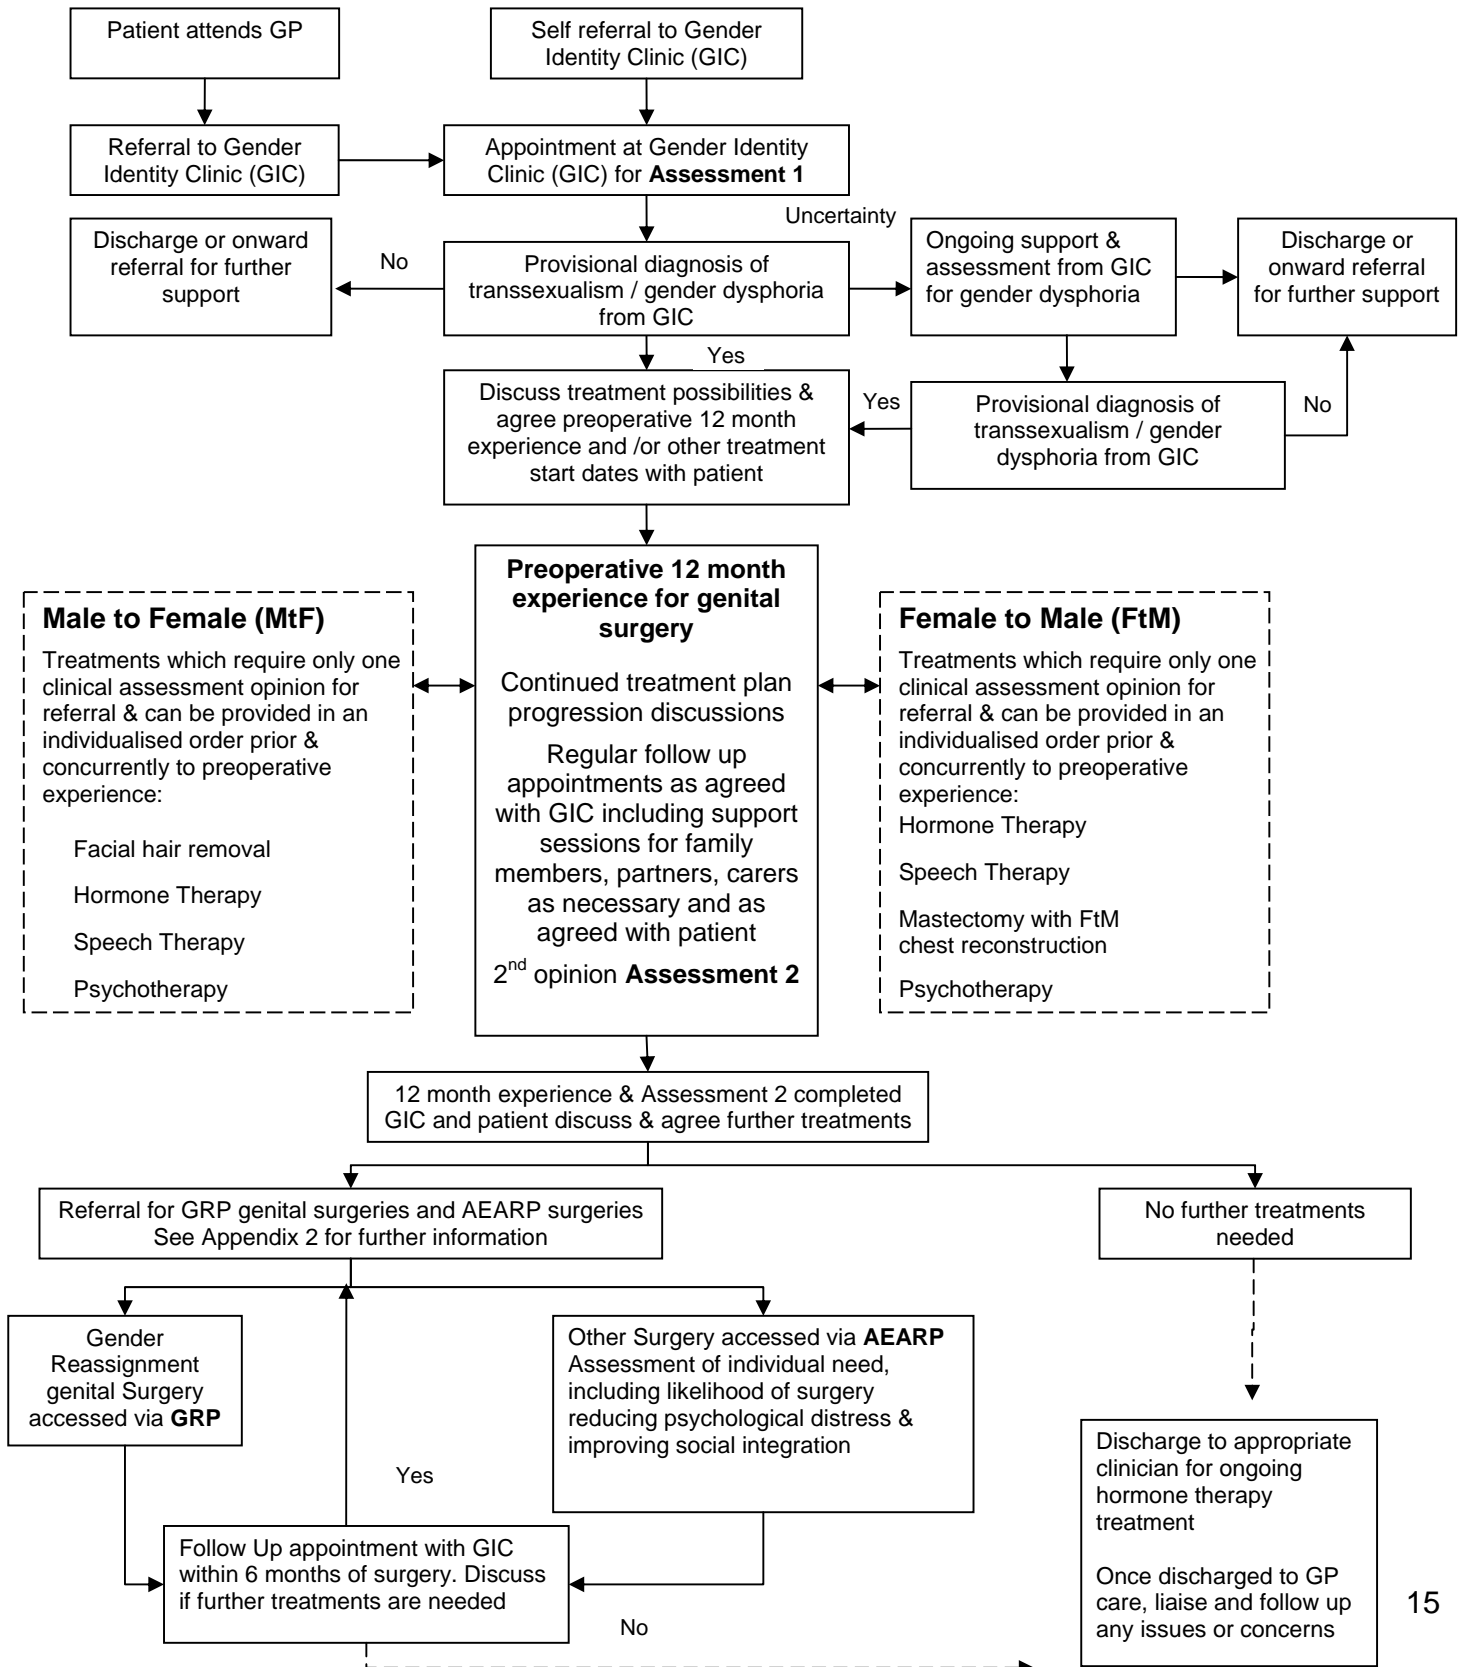 Patient attends GP
Self referral to Gender
Identity Clinic (GIC)
Referral to Gender
Identity Clinic (GIC)
Appointment at Gender Identity
Clinic (GIC) for Assessment 1
Uncertainty
Discharge or onward
referral for further
support
No
Provisional diagnosis of
transsexualism / gender dysphoria
from GIC
Ongoing support &
assessment from GIC
for gender dysphoria
Discharge or
onward referral
for further support
Yes
Discuss treatment possibilities &
agree preoperative 12 month
experience and /or other treatment
start dates with patient
Yes
Provisional diagnosis of
transsexualism / gender
dysphoria from GIC
No
Preoperative 12 month
experience for genital
surgery
Continued treatment plan
progression discussions
Regular follow up
appointments as agreed
with GIC including support
sessions for family
members, partners, carers
as necessary and as
agreed with patient
2nd opinion Assessment 2
Male to Female (MtF)
Treatments which require only one
clinical assessment opinion for
referral & can be provided in an
individualised order prior &
concurrently to preoperative
experience:
Facial hair removal
Hormone Therapy
Speech Therapy
Psychotherapy
Female to Male (FtM)
Treatments which require only one
clinical assessment opinion for
referral & can be provided in an
individualised order prior &
concurrently to preoperative
experience:
Hormone Therapy
Speech Therapy
Mastectomy with FtM
chest reconstruction
Psychotherapy
12 month experience & Assessment 2 completed
GIC and patient discuss & agree further treatments
Referral for GRP genital surgeries and AEARP surgeries
See Appendix 2 for further information
No further treatments
needed
Gender
Reassignment
genital Surgery
accessed via GRP
Other Surgery accessed via AEARP
Assessment of individual need,
including likelihood of surgery
reducing psychological distress &
improving social integration
Yes
Follow Up appointment with GIC
within 6 months of surgery. Discuss
if further treatments are needed
No
Discharge to appropriate
clinician for ongoing
hormone therapy
treatment
Once discharged to GP
care, liaise and follow up
any issues or concerns
15